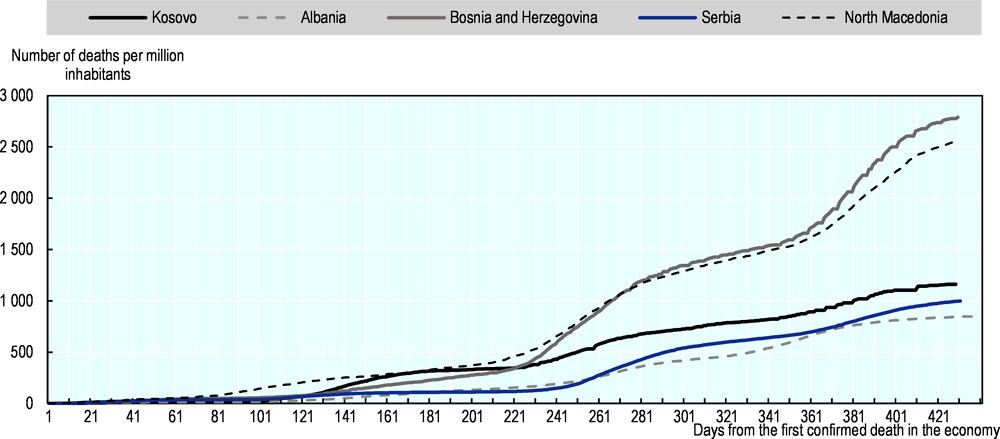 Kosovo Albania Bosnia and Herzegovina Serbia North Macedonia
Number of deaths per million
inhabitants
3 000
2 500
2 000
1 500
1 000
500
0
1 21 41 61 81 101 121 141 161 181 201 221 241 261 281 301 321 341 361 381 401 421
Days from the first confirmed death in the economy